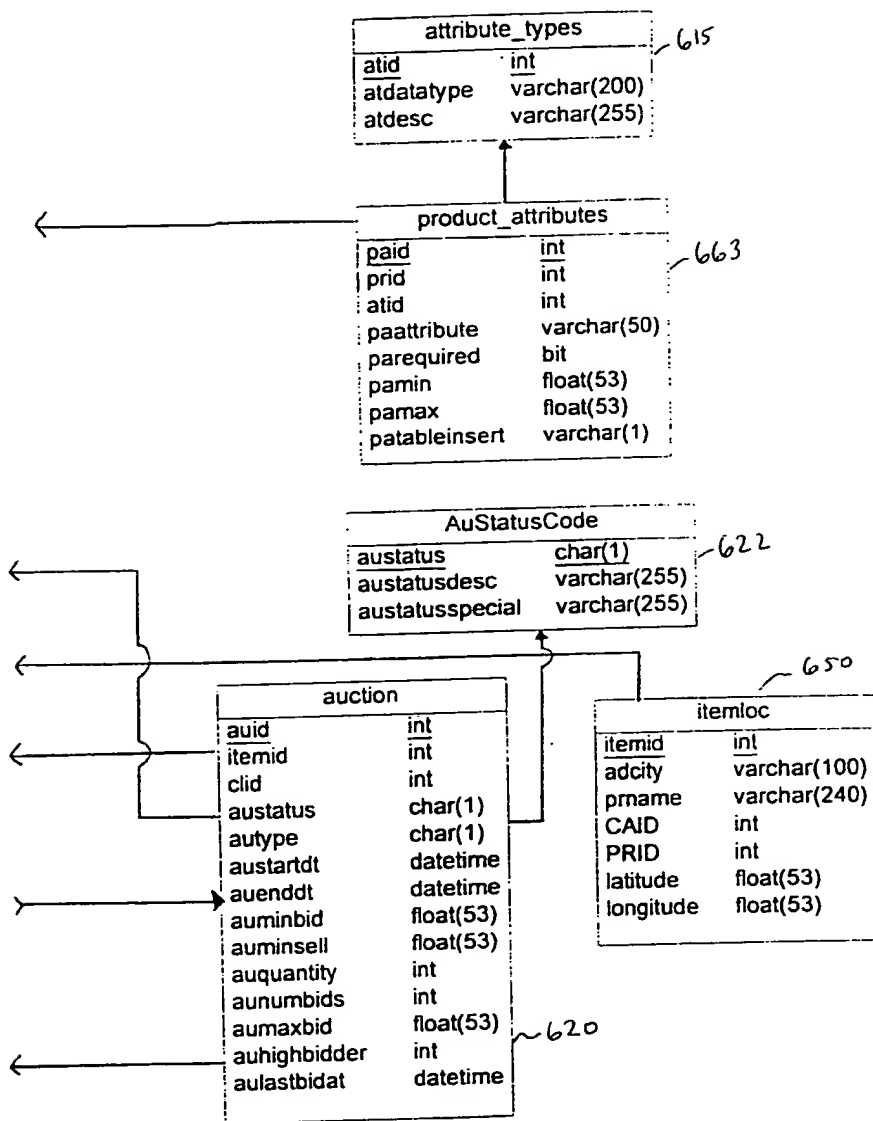 attribute_types
615
atid int
atdatatype varchar(200)
atdesc varchar(255)
product_attributes
663
paid int
prid int
atid int
paattribute varchar(50)
parequired bit
pamin float(53)
pamax float(53)
patableinsert varchar(1)
AuStatusCode
622
austatus char(1)
austatusdesc varchar(255)
austatusspecial varchar(255)
auction
auid int
itemid int
clid int
austatus char(1)
autype char(1)
austartdt datetime
auenddt datetime
auminbid float(53)
auminsell float(53)
auquantity int
aunumbids int
aumaxbid float(53)
auhighbidder int
aulastbidat datetime
620
650
itemloc
itemid int
adcity varchar(100)
prname varchar(240)
CAID int
PRID int
latitude float(53)
longitude float(53)